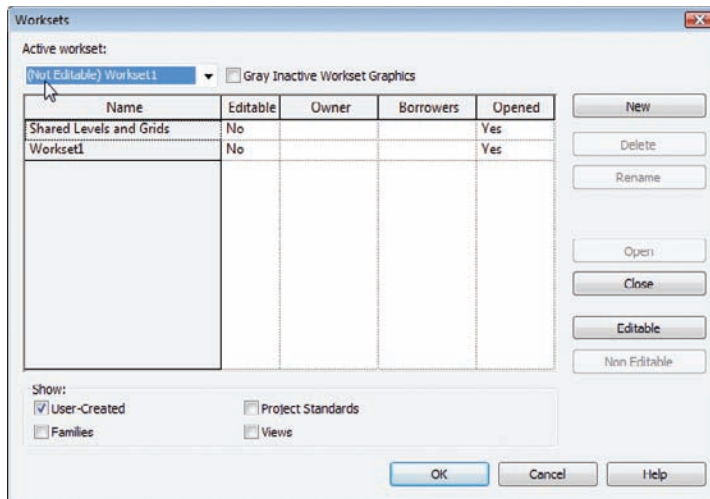 Worksets
Active workset:
(Not Editable) Workset1
Gray Inactive Workset Graphics
Name Editable Owner Borrowers Opened
Shared Levels and Grids No Yes
Workset1 No Yes
New
Delete
Rename
Open
Close
Editable
Non Editable
Show:
User-Created Project Standards
Families Views
OK Cancel Help